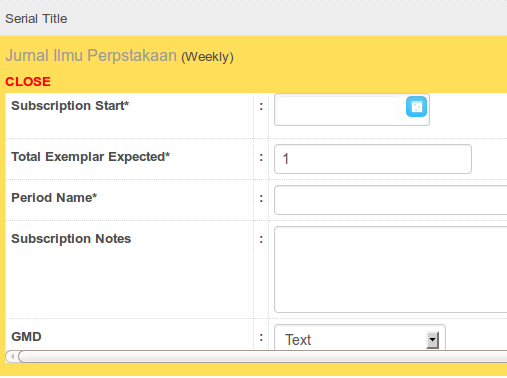 Serial Title
Jurnal Ilmu Perpstakaan (Weekly)
CLOSE
Subscription Start* :
Total Exemplar Expected* : 1
Period Name* :
Subscription Notes :
GMD : Text